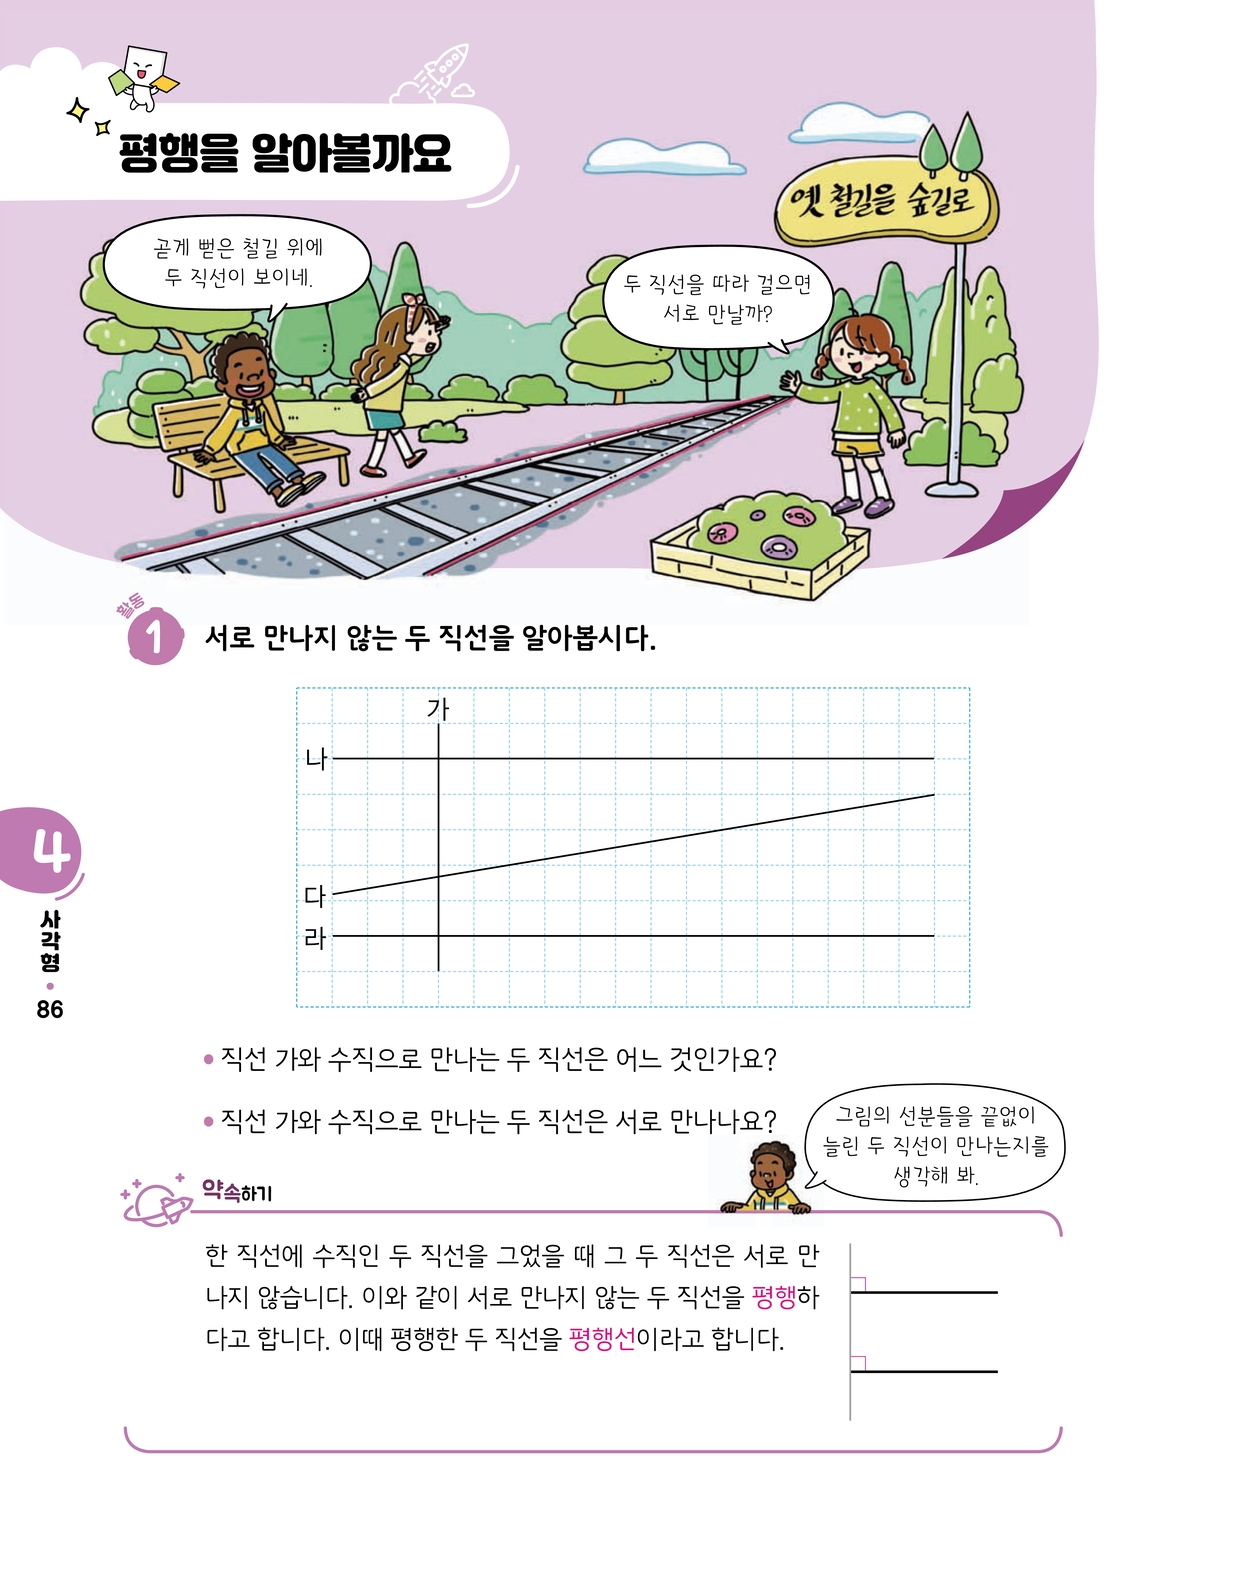 평행을 알아볼까요
옛 철길을 숲길로
곧게 뻗은 철길 위에
두 직선이 보이네.
두 직선을 따라 걸으면
서로 만날까?
활동
1 서로 만나지 않는 두 직선을 알아봅시다.
가
나
다
라
4
사각형
86
• 직선 가와 수직으로 만나는 두 직선은 어느 것인가요?
• 직선 가와 수직으로 만나는 두 직선은 서로 만나나요?
그림의 선분들을 끝없이
늘린 두 직선이 만나는지를
생각해 봐.
약속하기
한 직선에 수직인 두 직선을 그었을 때 그 두 직선은 서로 만
나지 않습니다. 이와 같이 서로 만나지 않는 두 직선을 평행하
다고 합니다. 이때 평행한 두 직선을 평행선이라고 합니다.